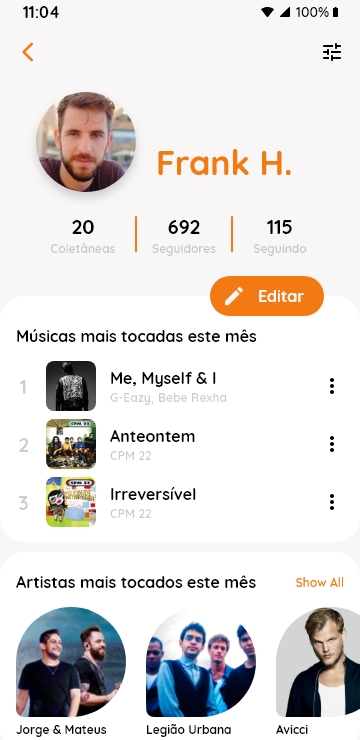 11:04
100%
Frank H.
20
692
115
Coletâneas
Seguidores
Seguindo
Editar
Músicas mais tocadas este mês
1
Me, Myself & I
G-Eazy, Bebe Rexha
2
Anteontem
CPM 22
3
Irreversível
CPM 22
Artistas mais tocados este mês
Show All
Jorge & Mateus
Legião Urbana
Avicci